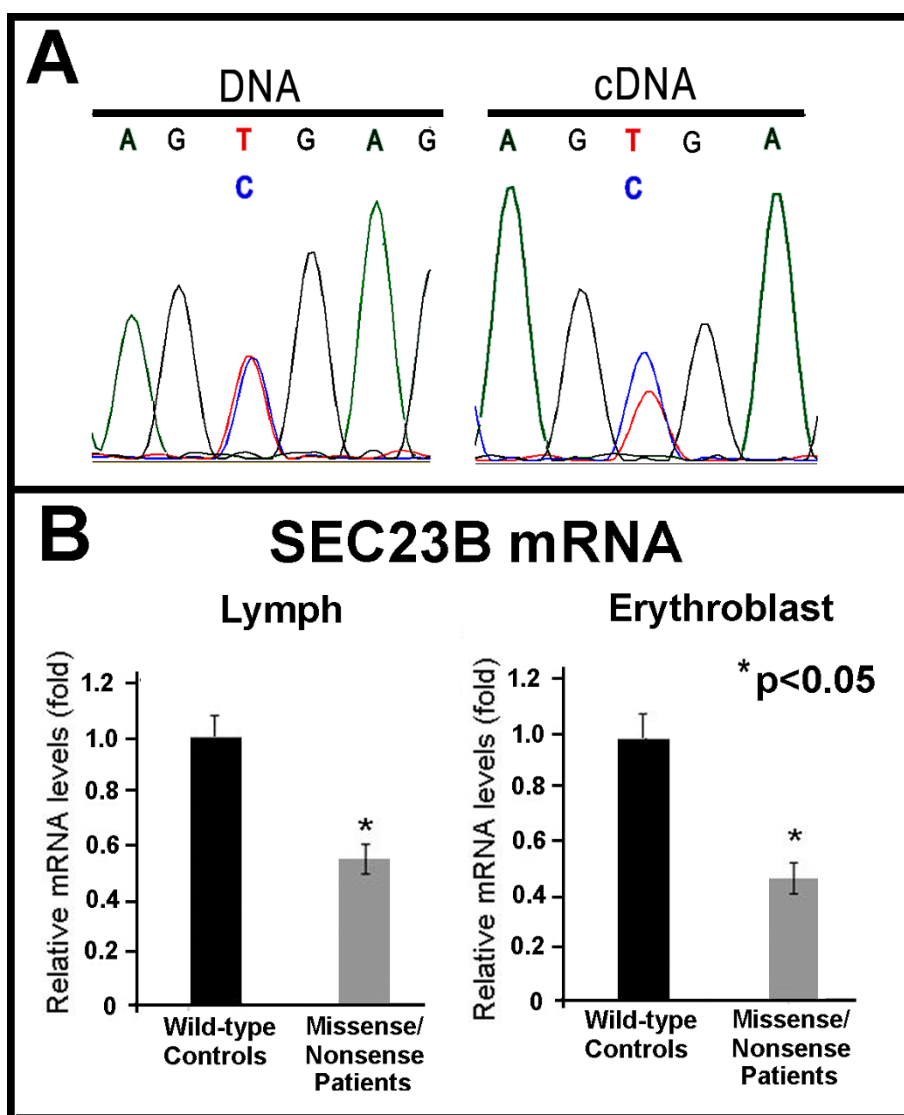 A
DNA
cDNA
A G T G A G
C
A G T G A
C
B
SEC23B mRNA
Lymph
Relative mRNA levels (fold)
1.2
1.0
0.8
0.6
0.4
0.2
0
*
Wild-type
Controls
Missense/
Nonsense
Patients
Erythroblast
* p<0.05
Relative mRNA levels (fold)
1.2
1.0
0.8
0.6
0.4
0.2
0
*
Wild-type
Controls
Missense/
Nonsense
Patients